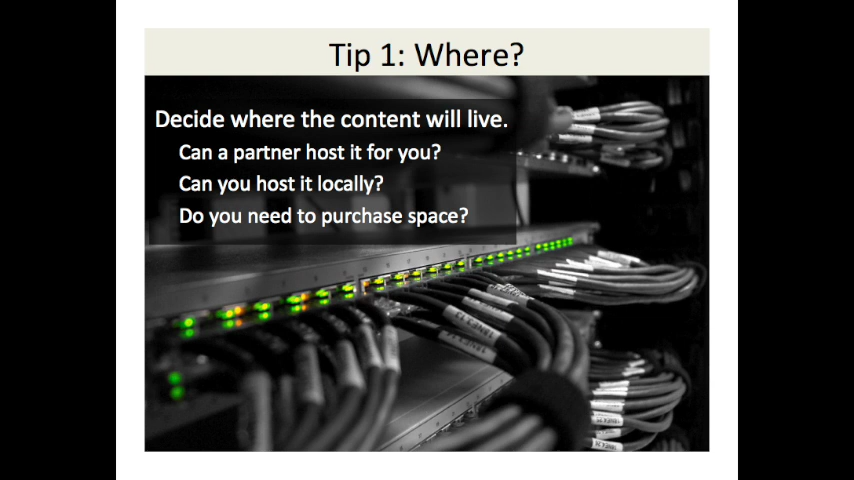 Tip 1: Where?
Decide where the content will live.
Can a partner host it for you?
Can you host it locally?
Do you need to purchase space?